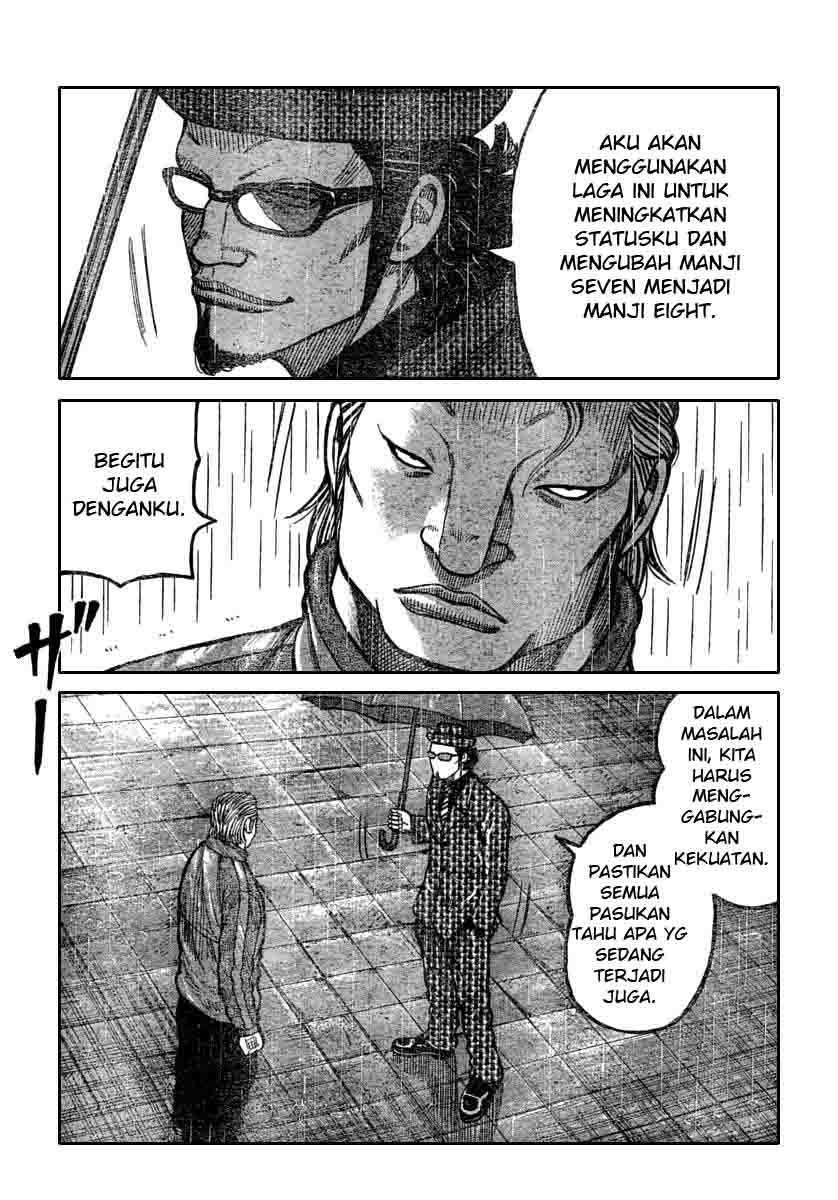 AKU AKAN
MENGGUNAKAN
LAGA INI UNTUK
MENINGKATKAN
STATUSKU DAN
MENGUBAH MANJI
SEVEN MENJADI
MANJI EIGHT.
BEGITU
JUGA
DENGANKU.
ザーッ
DALAM
MASALAH
INI, KITA
HARUS
MENG-
GABUNG-
KAN
KEKUATAN.
DAN
PASTIKAN
SEMUA
PASUKAN
TAHU APA YG
SEDANG
TERJADI
JUGA.